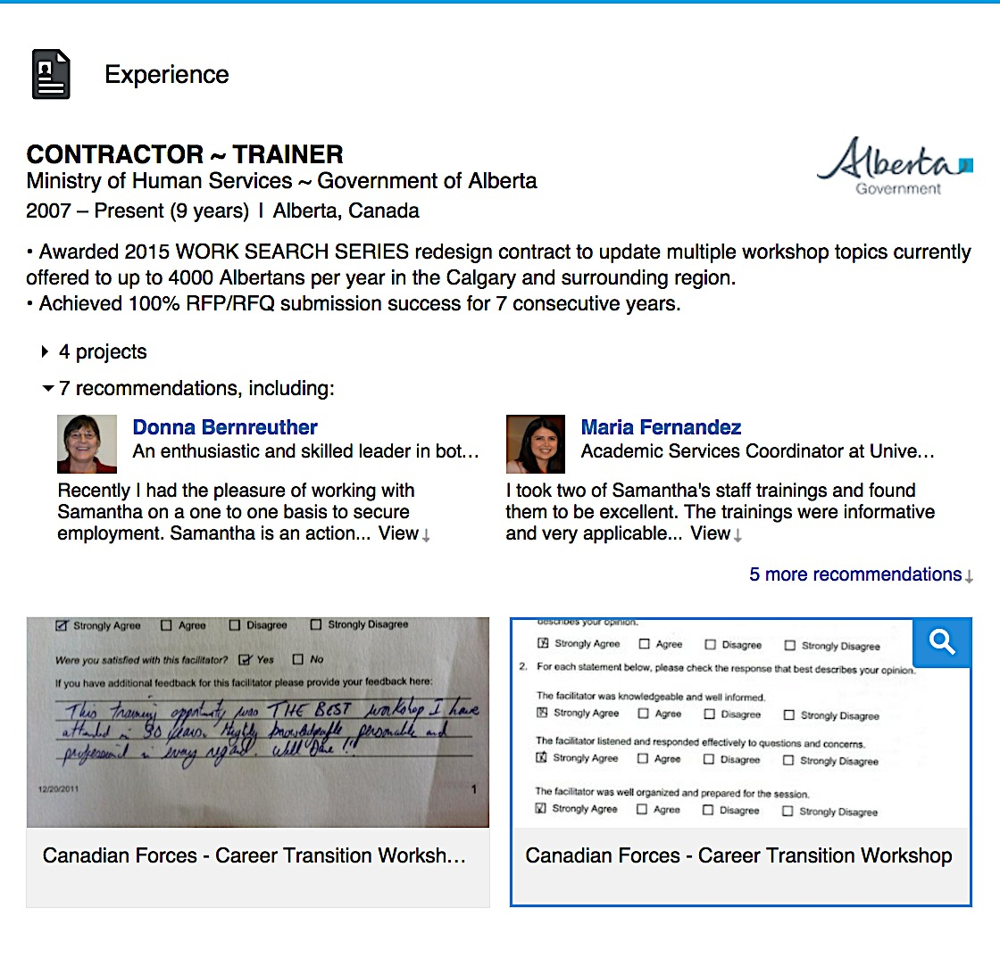 Experience
CONTRACTOR ~ TRAINER
Ministry of Human Services ~ Government of Alberta
2007 – Present (9 years) | Alberta, Canada
Alberta
Government
• Awarded 2015 WORK SEARCH SERIES redesign contract to update multiple workshop topics currently
offered to up to 4000 Albertans per year in the Calgary and surrounding region.
• Achieved 100% RFP/RFQ submission success for 7 consecutive years.
4 projects
7 recommendations, including:
Donna Bernreuther
An enthusiastic and skilled leader in bot...
Recently I had the pleasure of working with
Samantha on a one to one basis to secure
employment. Samantha is an action... View
Maria Fernandez
Academic Services Coordinator at Unive...
I took two of Samantha's staff trainings and found
them to be excellent. The trainings were informative
and very applicable... View
5 more recommendations
Strongly Agree Agree Disagree Strongly Disagree
Were you satisfied with this facilitator? Yes No
If you have additional feedback for this facilitator please provide your feedback here:
This training opportunity was THE BEST workshop I have
attended in 30 years. Highly knowledgeable personable and
professional in every regard. Well Done !!
12/20/2011 1
Canadian Forces - Career Transition Worksh...
describes your opinion.
Strongly Agree Agree Disagree Strongly Disagree
2. For each statement below, please check the response that best describes your opinion.
The facilitator was knowledgeable and well informed.
Strongly Agree Agree Disagree Strongly Disagree
The facilitator listened and responded effectively to questions and concerns.
Strongly Agree Agree Disagree Strongly Disagree
The facilitator was well organized and prepared for the session.
Strongly Agree Agree Disagree Strongly Disagree
Canadian Forces - Career Transition Workshop